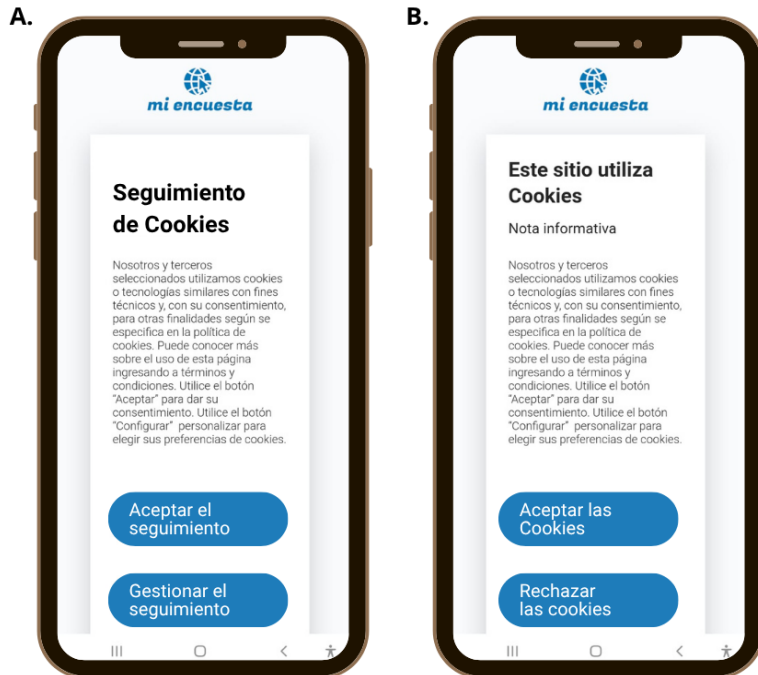 A.
mi encuesta
Seguimiento
de Cookies
Nosotros y terceros
seleccionados utilizamos cookies
o tecnologías similares con fines
técnicos y, con su consentimiento,
para otras finalidades según se
especifica en la política de
cookies. Puede conocer más
sobre el uso de esta página
ingresando a términos y
condiciones. Utilice el botón
“Aceptar” para dar su
consentimiento. Utilice el botón
“Configurar” personalizar para
elegir sus preferencias de cookies.
Aceptar el
seguimiento
Gestionar el
seguimiento
B.
mi encuesta
Este sitio utiliza
Cookies
Nota informativa
Nosotros y terceros
seleccionados utilizamos cookies
o tecnologías similares con fines
técnicos y, con su consentimiento,
para otras finalidades según se
especifica en la política de
cookies. Puede conocer más
sobre el uso de esta página
ingresando a términos y
condiciones. Utilice el botón
“Aceptar” para dar su
consentimiento. Utilice el botón
“Configurar” personalizar para
elegir sus preferencias de cookies.
Aceptar las
Cookies
Rechazar
las cookies